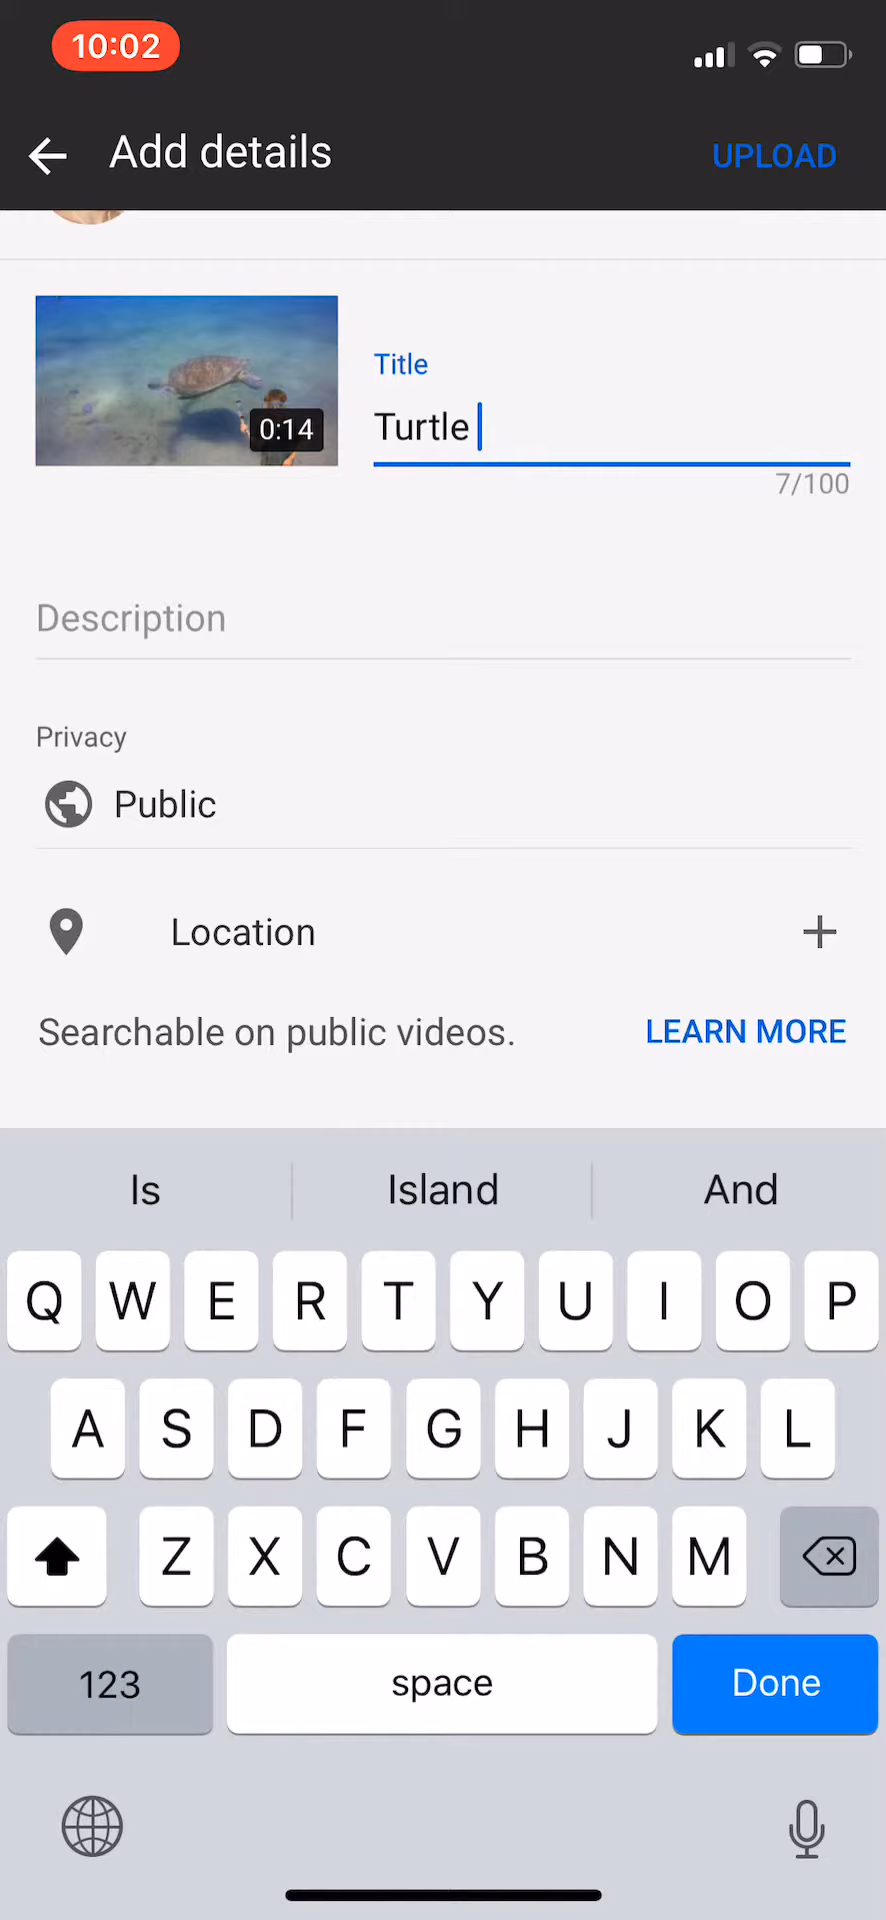 10:02
Add details
UPLOAD
0:14
Title
Turtle
7/100
Description
Privacy
Public
Location
Searchable on public videos.
LEARN MORE
Is Island And
Q W E R T Y U I O P
A S D F G H J K L
Z X C V B N M
123 space Done